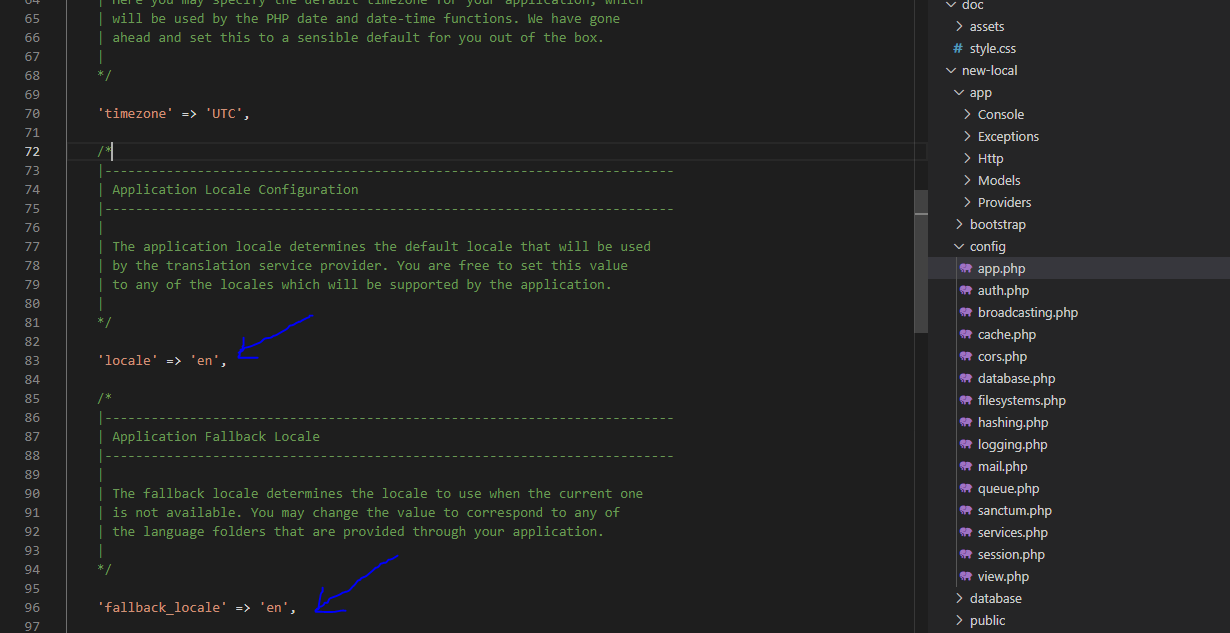 64 | Here you may specify the default timezone for your application, which
65 | will be used by the PHP date and date-time functions. We have gone
66 | ahead and set this to a sensible default for you out of the box.
67 |
68 */
69
70 'timezone' => 'UTC',
71
72 /*
73 |--------------------------------------------------------------------------
74 | Application Locale Configuration
75 |--------------------------------------------------------------------------
76 |
77 | The application locale determines the default locale that will be used
78 | by the translation service provider. You are free to set this value
79 | to any of the locales which will be supported by the application.
80 |
81 */
82
83 'locale' => 'en',
84
85 /*
86 |--------------------------------------------------------------------------
87 | Application Fallback Locale
88 |--------------------------------------------------------------------------
89 |
90 | The fallback locale determines the locale to use when the current one
91 | is not available. You may change the value to correspond to any of
92 | the language folders that are provided through your application.
93 |
94 */
95
96 'fallback_locale' => 'en',
97
doc
assets
# style.css
new-local
app
Console
Exceptions
Http
Models
Providers
bootstrap
config
app.php
auth.php
broadcasting.php
cache.php
cors.php
database.php
filesystems.php
hashing.php
logging.php
mail.php
queue.php
sanctum.php
services.php
session.php
view.php
database
public